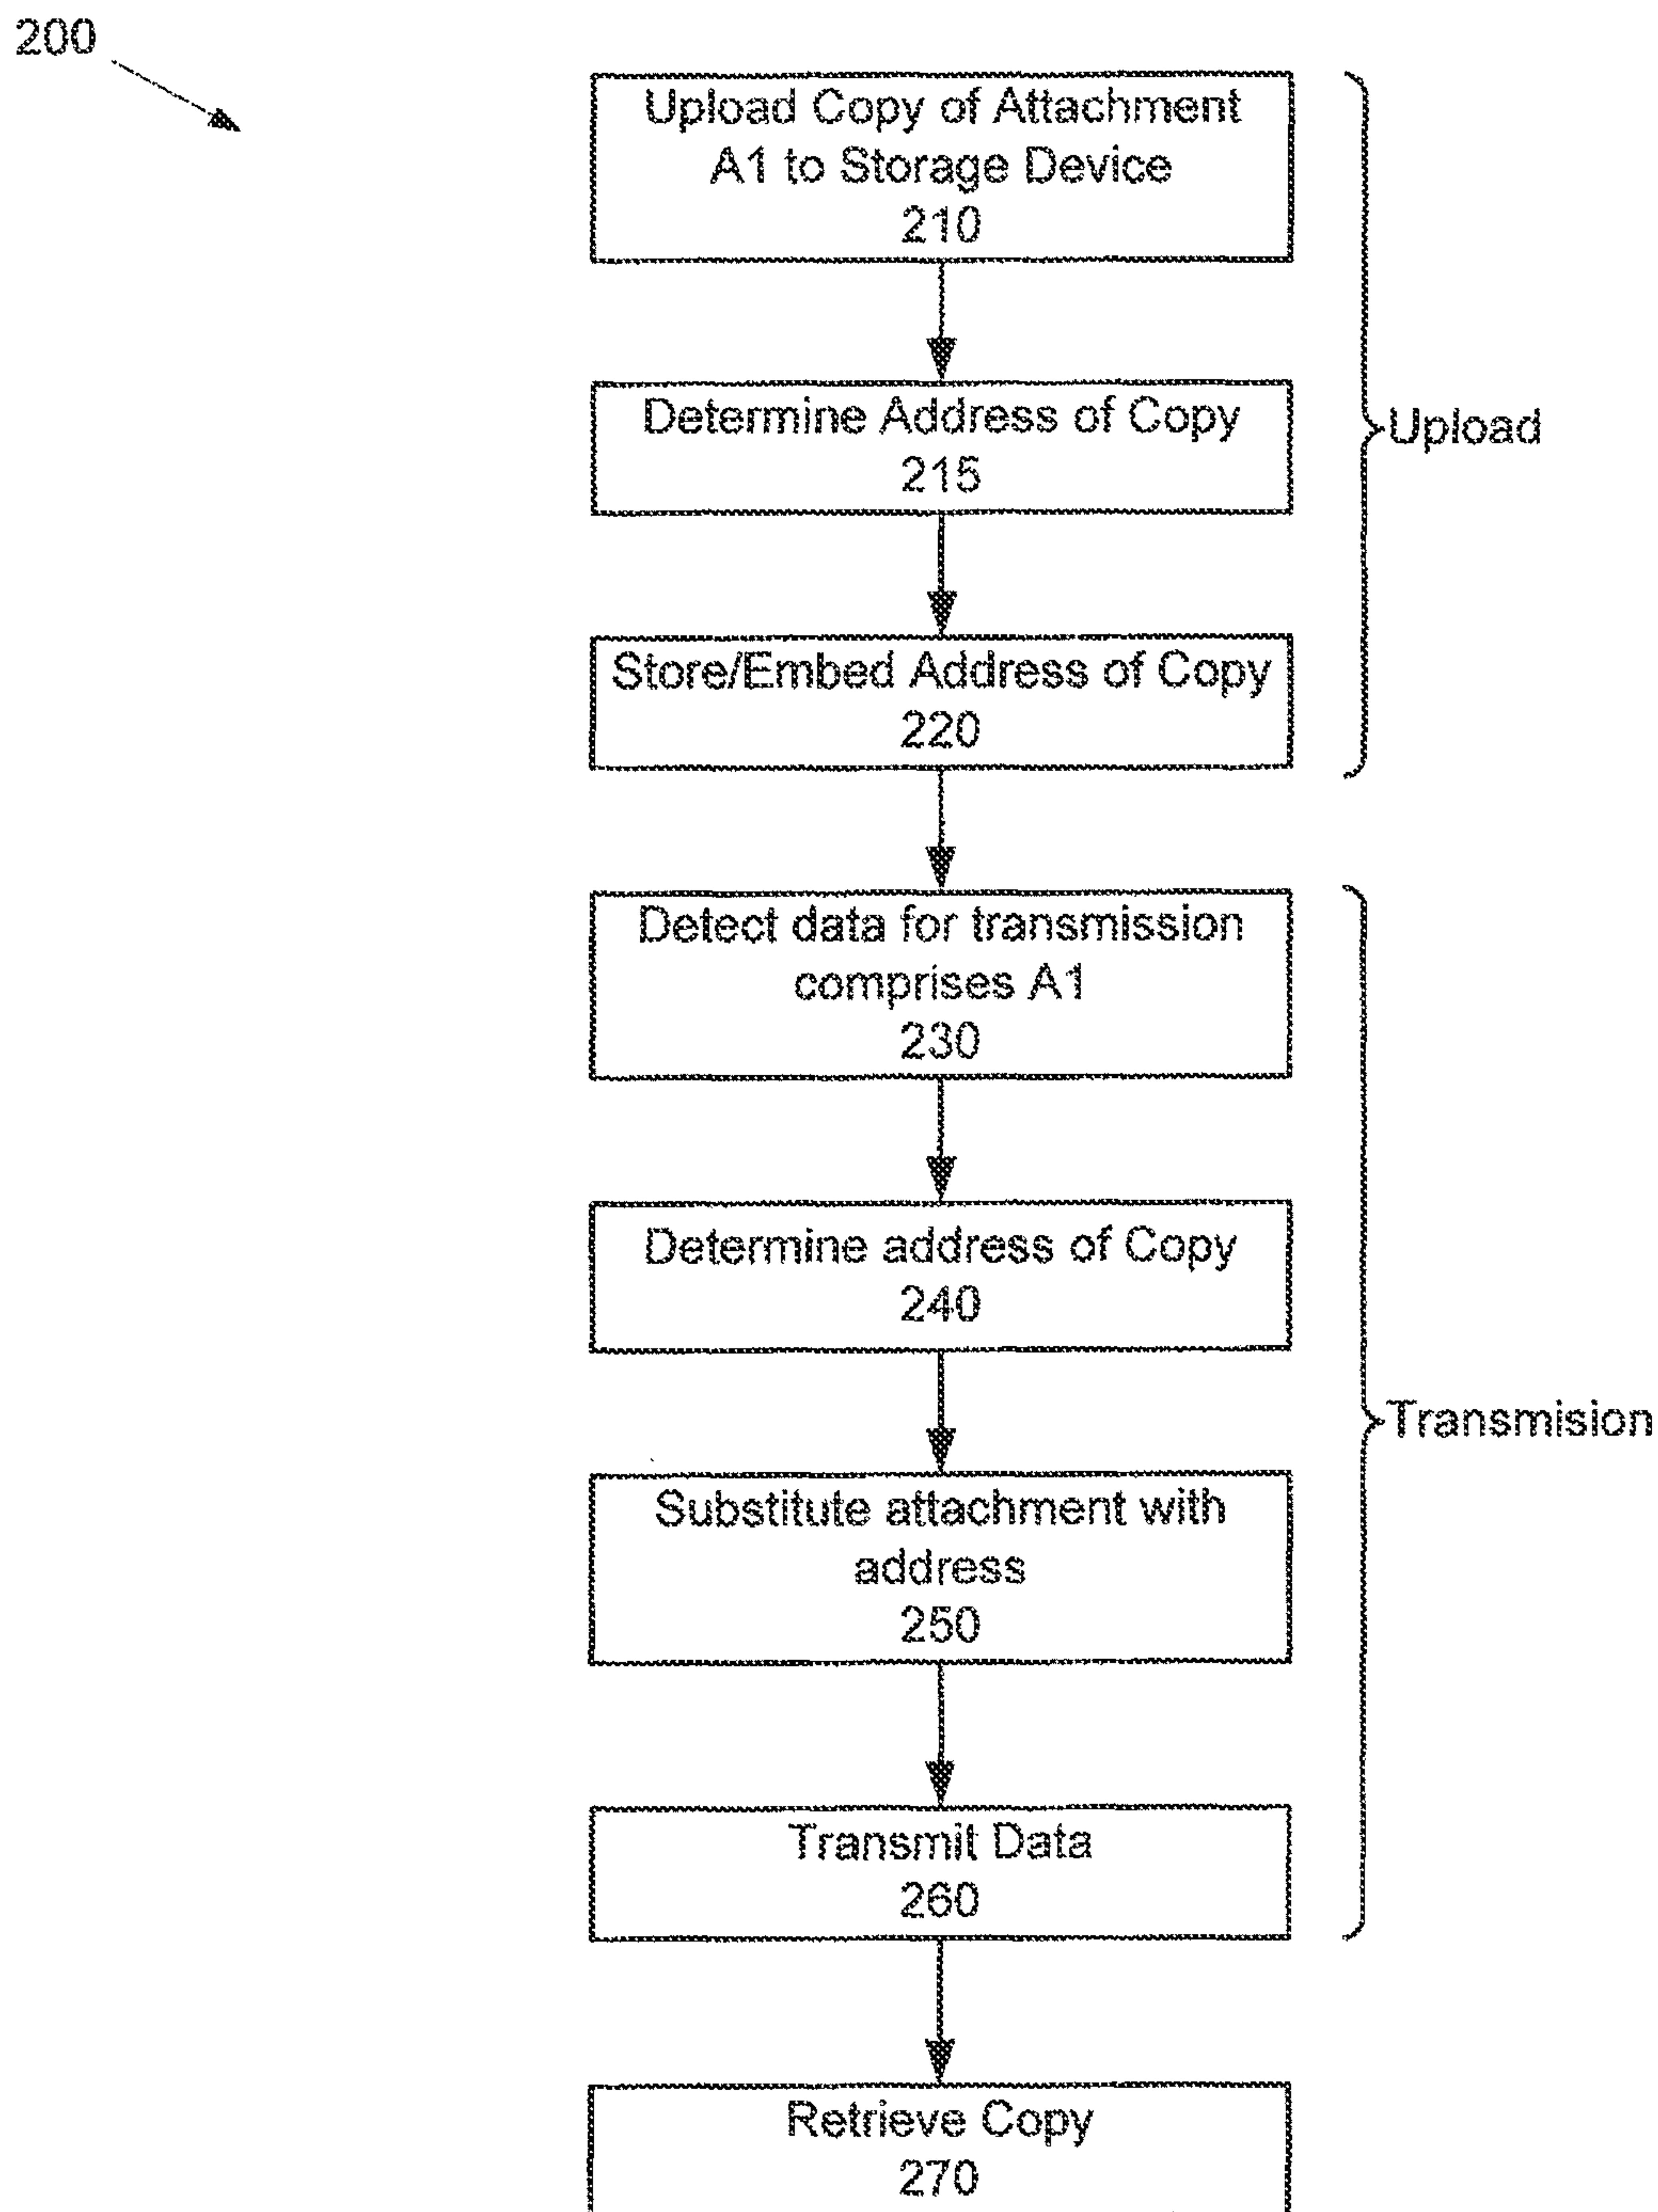 200
Upload Copy of Attachment
A1 to Storage Device
210
Determine Address of Copy
215
Store/Embed Address of Copy
220
Upload
Detect data for transmission
comprises A1
230
Determine address of Copy
240
Substitute attachment with
address
250
Transmit Data
260
Transmision
Retrieve Copy
270